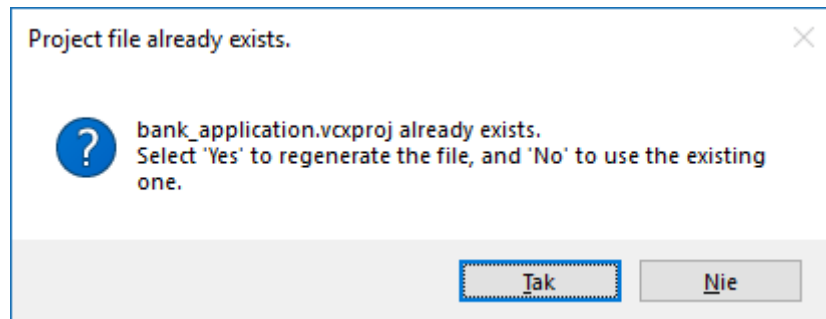 Project file already exists.
bank_application.vcxproj already exists.
Select 'Yes' to regenerate the file, and 'No' to use the existing
one.
Tak
Nie